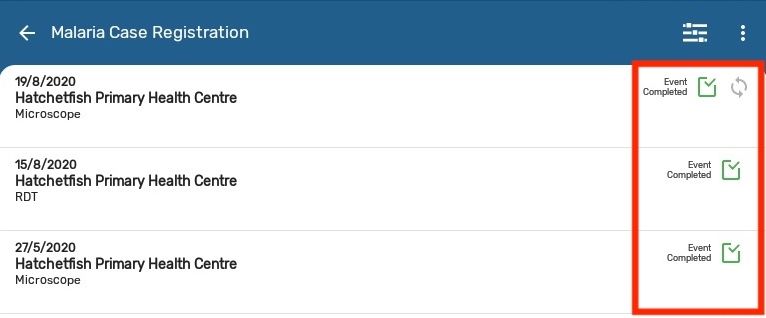 Malaria Case Registration
19/8/2020
Hatchetfish Primary Health Centre
Microscope
Event
Completed
15/8/2020
Hatchetfish Primary Health Centre
RDT
Event
Completed
27/5/2020
Hatchetfish Primary Health Centre
Microscope
Event
Completed